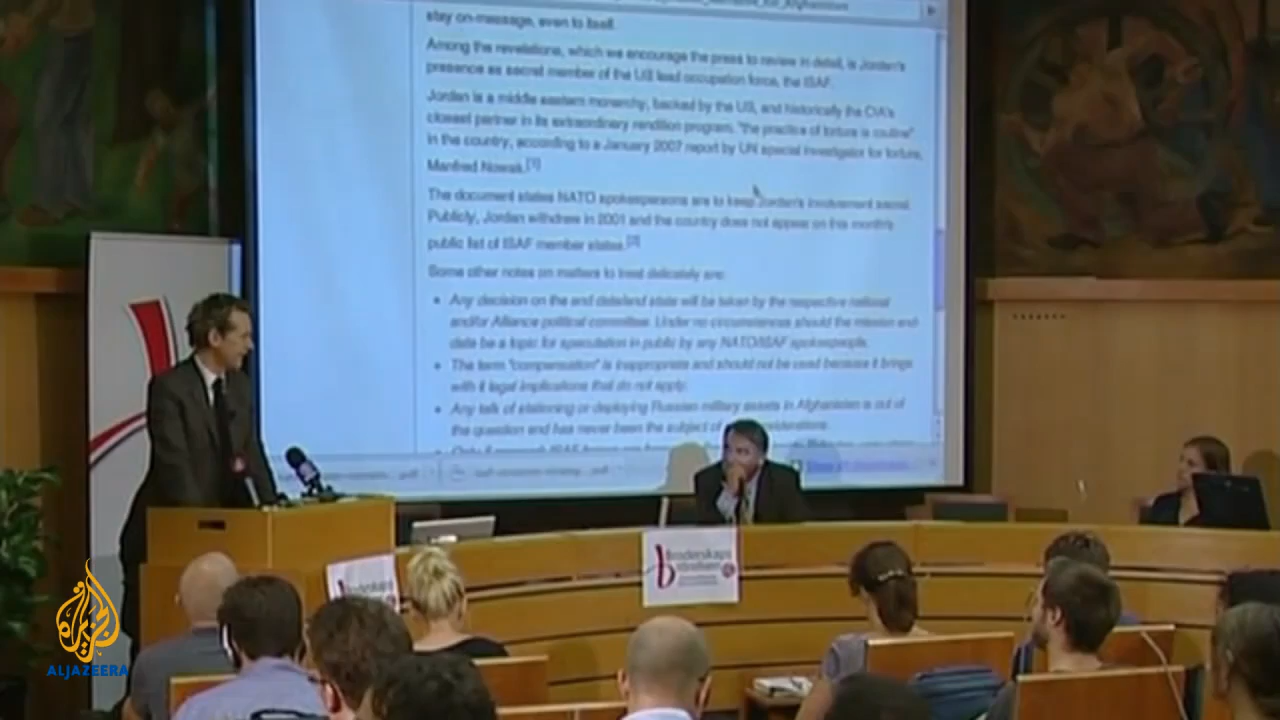 stay on-message, even to itself.
Among the revelations, which we encourage the press to review in detail, is Jordan's
presence as secret member of the US lead occupation force, the ISAF.
Jordan is a middle eastern monarchy, backed by the US, and historically the CIA's
closest partner in its extraordinary rendition program. "the practice of torture is routine"
in the country, according to a January 2007 report by UN special investigator for torture,
Manfred Nowak.[1]
The document states NATO spokespersons are to keep Jordan's involvement secret.
Publicly, Jordan withdrew in 2001 and the country does not appear on this month's
public list of ISAF member states.[2]
Some other notes on matters to treat delicately are:
• Any decision on the end date/end state will be taken by the respective national
and/or Alliance political committee. Under no circumstances should the mission end-
date be a topic for speculation in public by any NATO/ISAF spokespeople.
• The term "compensation" is inappropriate and should not be used because it brings
with it legal implications that do not apply.
• Any talk of stationing or deploying Russian military assets in Afghanistan is out of
the question and has never been the subject of considerations.
Broderskaps
ALJAZEERA
الجزيرة